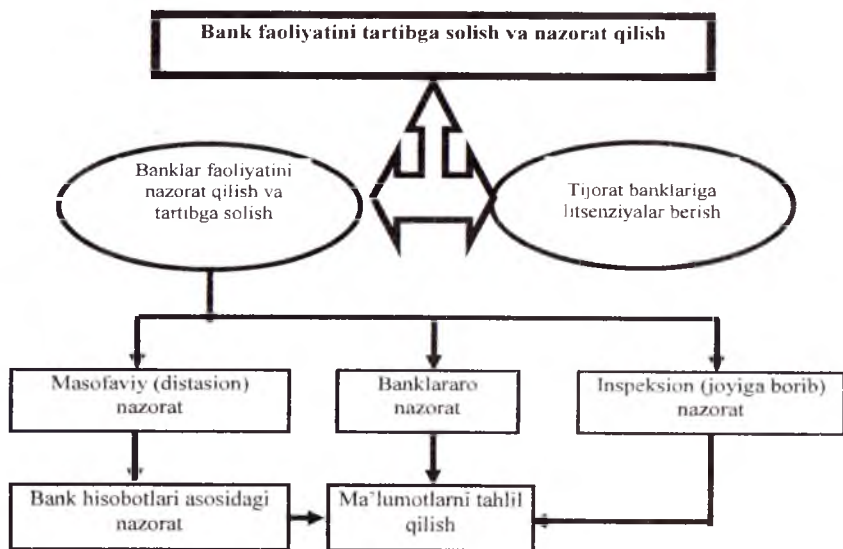 Bank faoliyatini tartibga solish va nazorat qilish
Banklar faoliyatini
nazorat qilish va
tartibga solish
Tijorat banklariga
litsenziyalar berish
Masofaviy (distasion)
nazorat
Banklararo
nazorat
Inspeksion (joyiga borib)
nazorat
Bank hisobotlari asosidagi
nazorat
Ma’lumotlarni tahlil
qilish